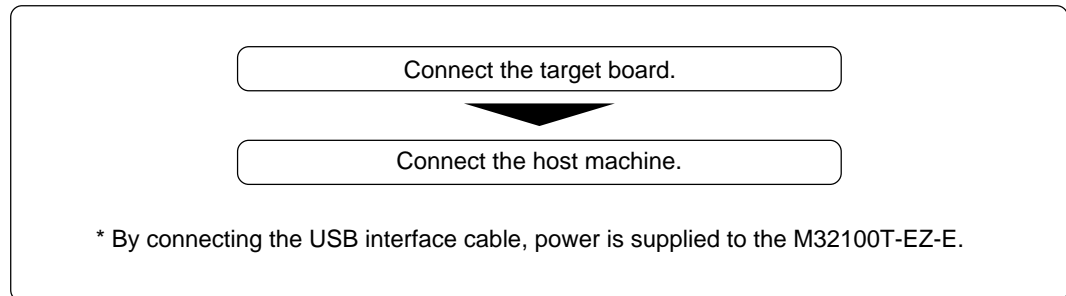 Connect the target board.
Connect the host machine.
* By connecting the USB interface cable, power is supplied to the M32100T-EZ-E.